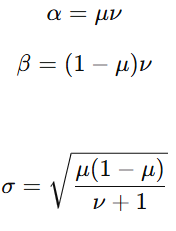 α = μν
β = (1 − μ)ν
σ = √(μ(1 − μ) / (ν + 1))